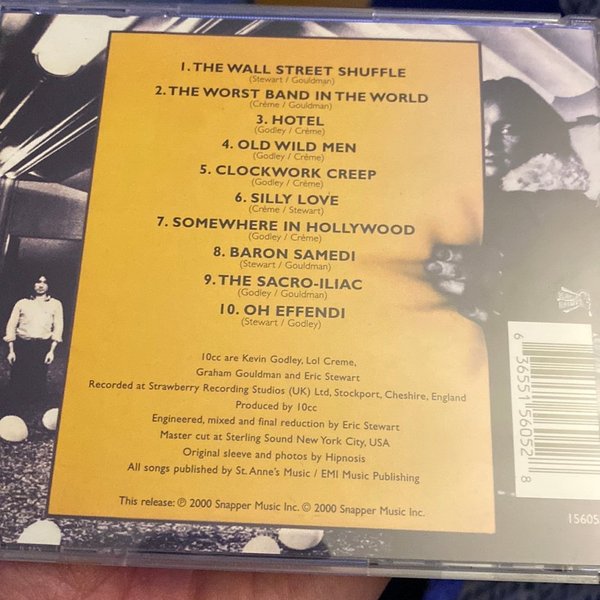 1. THE WALL STREET SHUFFLE
(Stewart / Gouldman)
2. THE WORST BAND IN THE WORLD
(Crème / Gouldman)
3. HOTEL
(Godley / Crème)
4. OLD WILD MEN
(Godley / Crème)
5. CLOCKWORK CREEP
(Godley / Crème)
6. SILLY LOVE
(Crème / Stewart)
7. SOMEWHERE IN HOLLYWOOD
(Godley / Crème)
8. BARON SAMEDI
(Stewart / Gouldman)
9. THE SACRO-ILIAC
(Godley / Gouldman)
10. OH EFFENDI
(Stewart / Godley)
10cc are Kevin Godley, Lol Creme,
Graham Gouldman and Eric Stewart
Recorded at Strawberry Recording Studios (UK) Ltd, Stockport, Cheshire, England
Produced by 10cc
Engineered, mixed and final reduction by Eric Stewart
Master cut at Sterling Sound New York City, USA
Original sleeve and photos by Hipnosis
All songs published by St. Anne's Music / EMI Music Publishing
This release: ℗ 2000 Snapper Music Inc. © 2000 Snapper Music Inc.
6 36551 56052 8